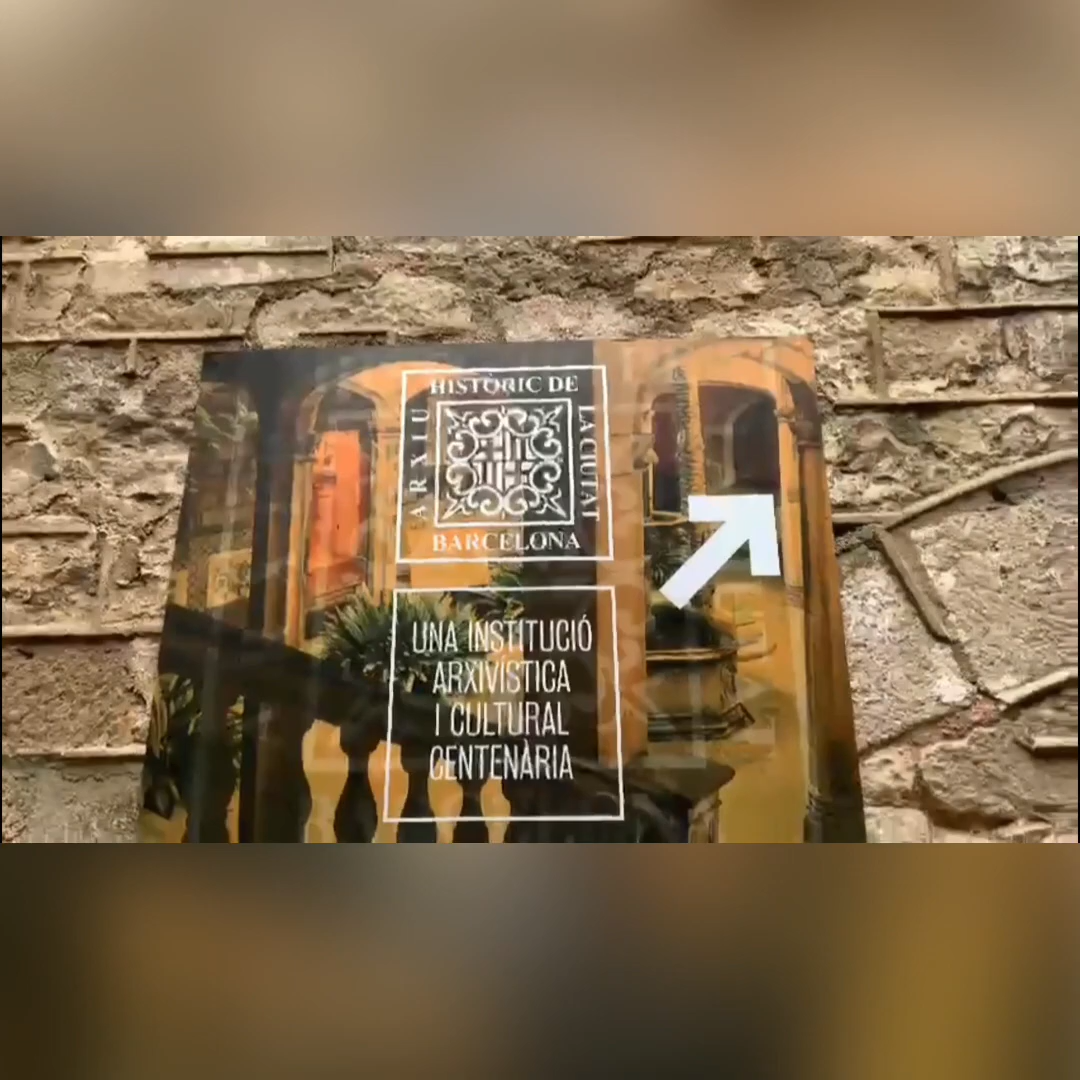 ARXIU
HISTÒRIC DE
LA CIUTAT
BARCELONA
UNA INSTITUCIÓ
ARXIVÍSTICA
I CULTURAL
CENTENÀRIA